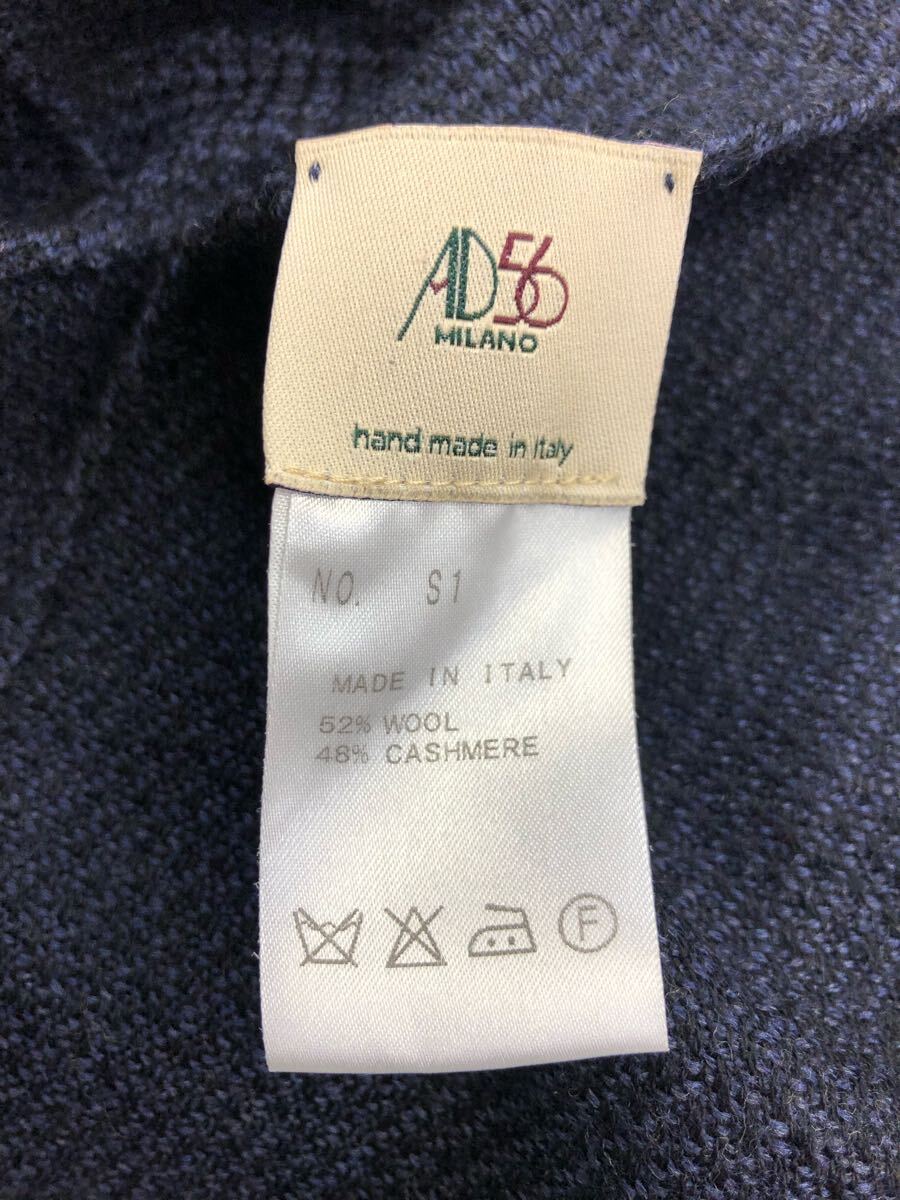 AD56
MILANO
hand made in Italy
NO. S1
MADE IN ITALY
52% WOOL
48% CASHMERE
F